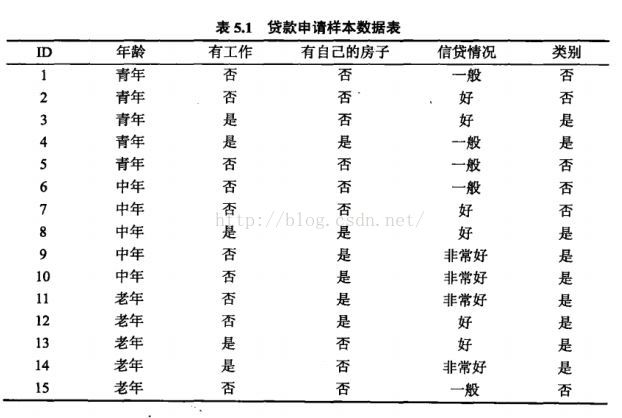 表 5.1 贷款申请样本数据表
ID 年龄 有工作 有自己的房子 信贷情况 类别
1 青年 否 否 一般 否
2 青年 否 否 好 否
3 青年 是 否 好 是
4 青年 是 是 一般 是
5 青年 否 否 一般 否
6 中年 否 否 一般 否
7 中年 否 否 好 否
http://blog.csdn.net/
8 中年 是 是 好 是
9 中年 否 是 非常好 是
10 中年 否 是 非常好 是
11 老年 否 是 非常好 是
12 老年 否 是 好 是
13 老年 是 否 好 是
14 老年 是 否 非常好 是
15 老年 否 否 一般 否